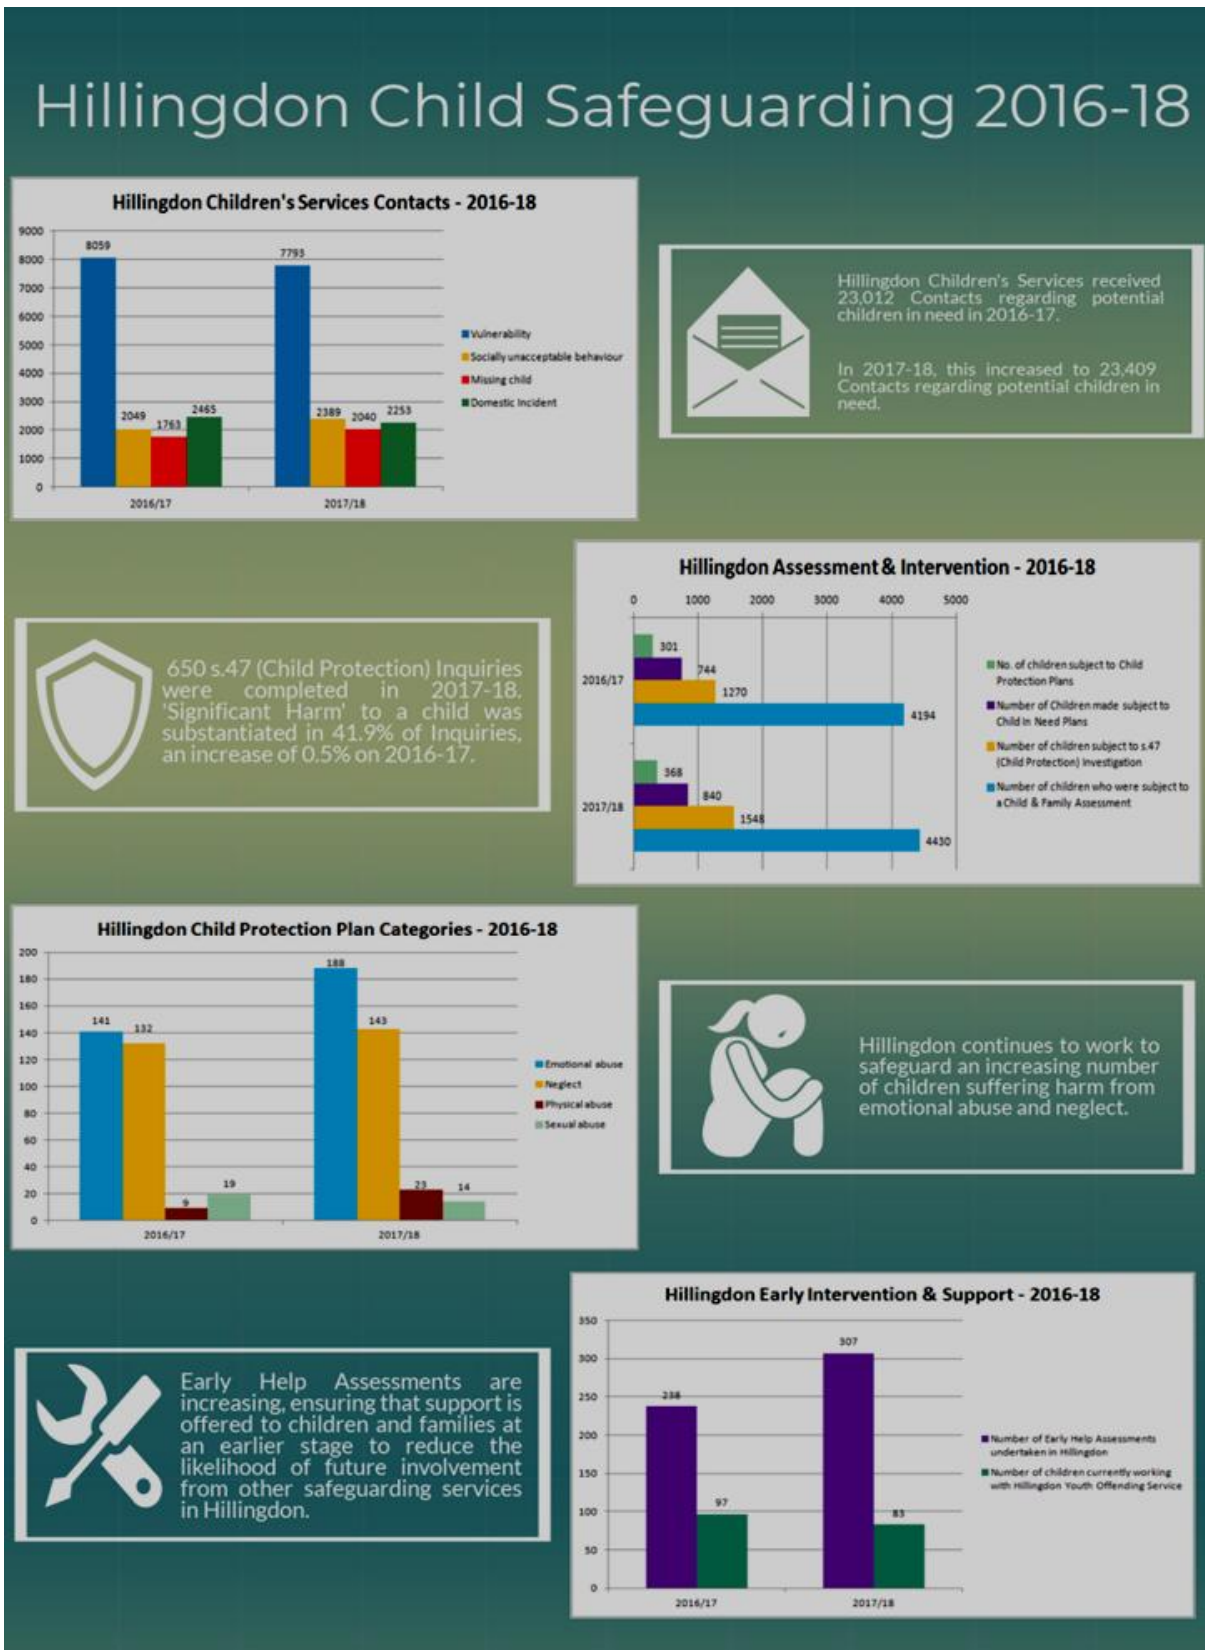 Hillingdon Child Safeguarding 2016-18
Hillingdon Children's Services Contacts - 2016-18
9000
8000
7000
6000
5000
4000
3000
2000
1000
0
8059
2049
1763
2465
7793
2389
2040
2253
2016/17
2017/18
Vulnerability
Socially unacceptable behaviour
Missing child
Domestic Incident
Hillingdon Children's Services received
23,012 Contacts regarding potential
children in need in 2016-17.
In 2017-18, this increased to 23,409
Contacts regarding potential children in
need.
650 s.47 (Child Protection) Inquiries
were completed in 2017-18.
'Significant Harm' to a child was
substantiated in 41.9% of Inquiries,
an increase of 0.5% on 2016-17.
Hillingdon Assessment & Intervention - 2016-18
0 1000 2000 3000 4000 5000
2016/17
301
744
1270
4194
2017/18
368
840
1548
4430
No. of children subject to Child
Protection Plans
Number of Children made subject to
Child In Need Plans
Number of children subject to s.47
(Child Protection) Investigation
Number of children who were subject to
a Child & Family Assessment
Hillingdon Child Protection Plan Categories - 2016-18
200
180
160
140
120
100
80
60
40
20
0
141
132
9
19
188
143
23
14
2016/17
2017/18
Emotional abuse
Neglect
Physical abuse
Sexual abuse
Hillingdon continues to work to
safeguard an increasing number
of children suffering harm from
emotional abuse and neglect.
Early Help Assessments are
increasing, ensuring that support is
offered to children and families at
an earlier stage to reduce the
likelihood of future involvement
from other safeguarding services
in Hillingdon.
Hillingdon Early Intervention & Support - 2016-18
350
300
250
200
150
100
50
0
238
97
307
83
2016/17
2017/18
Number of Early Help Assessments
undertaken in Hillingdon
Number of children currently working
with Hillingdon Youth Offending Service